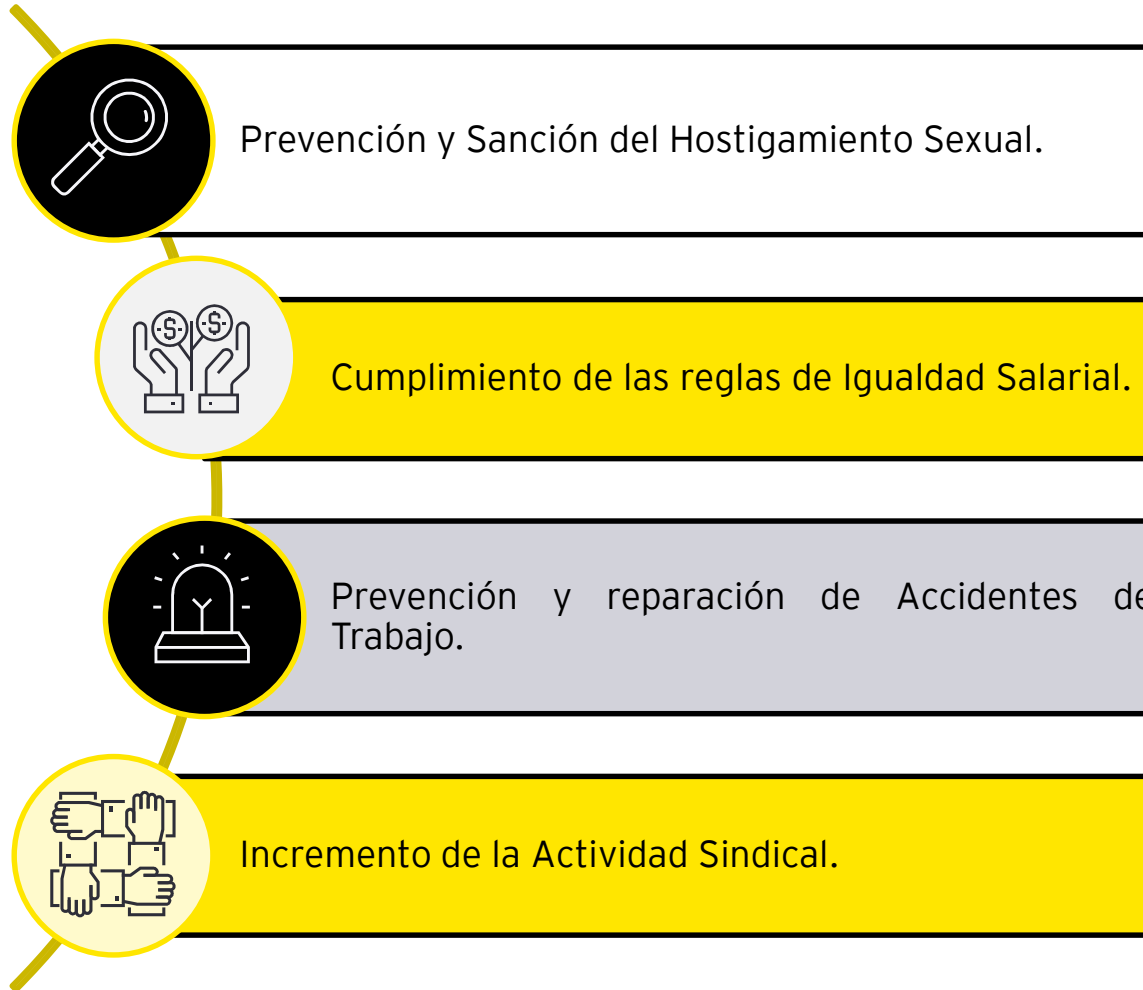 Prevención y Sanción del Hostigamiento Sexual.
Cumplimiento de las reglas de Igualdad Salarial.
Prevención y reparación de Accidentes de
Trabajo.
Incremento de la Actividad Sindical.